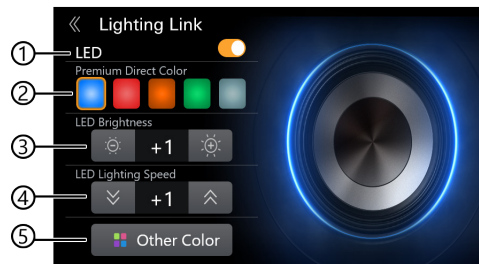 Lighting Link
① LED
Premium Direct Color
②
LED Brightness
③ +1
LED Lighting Speed
④ +1
⑤ Other Color